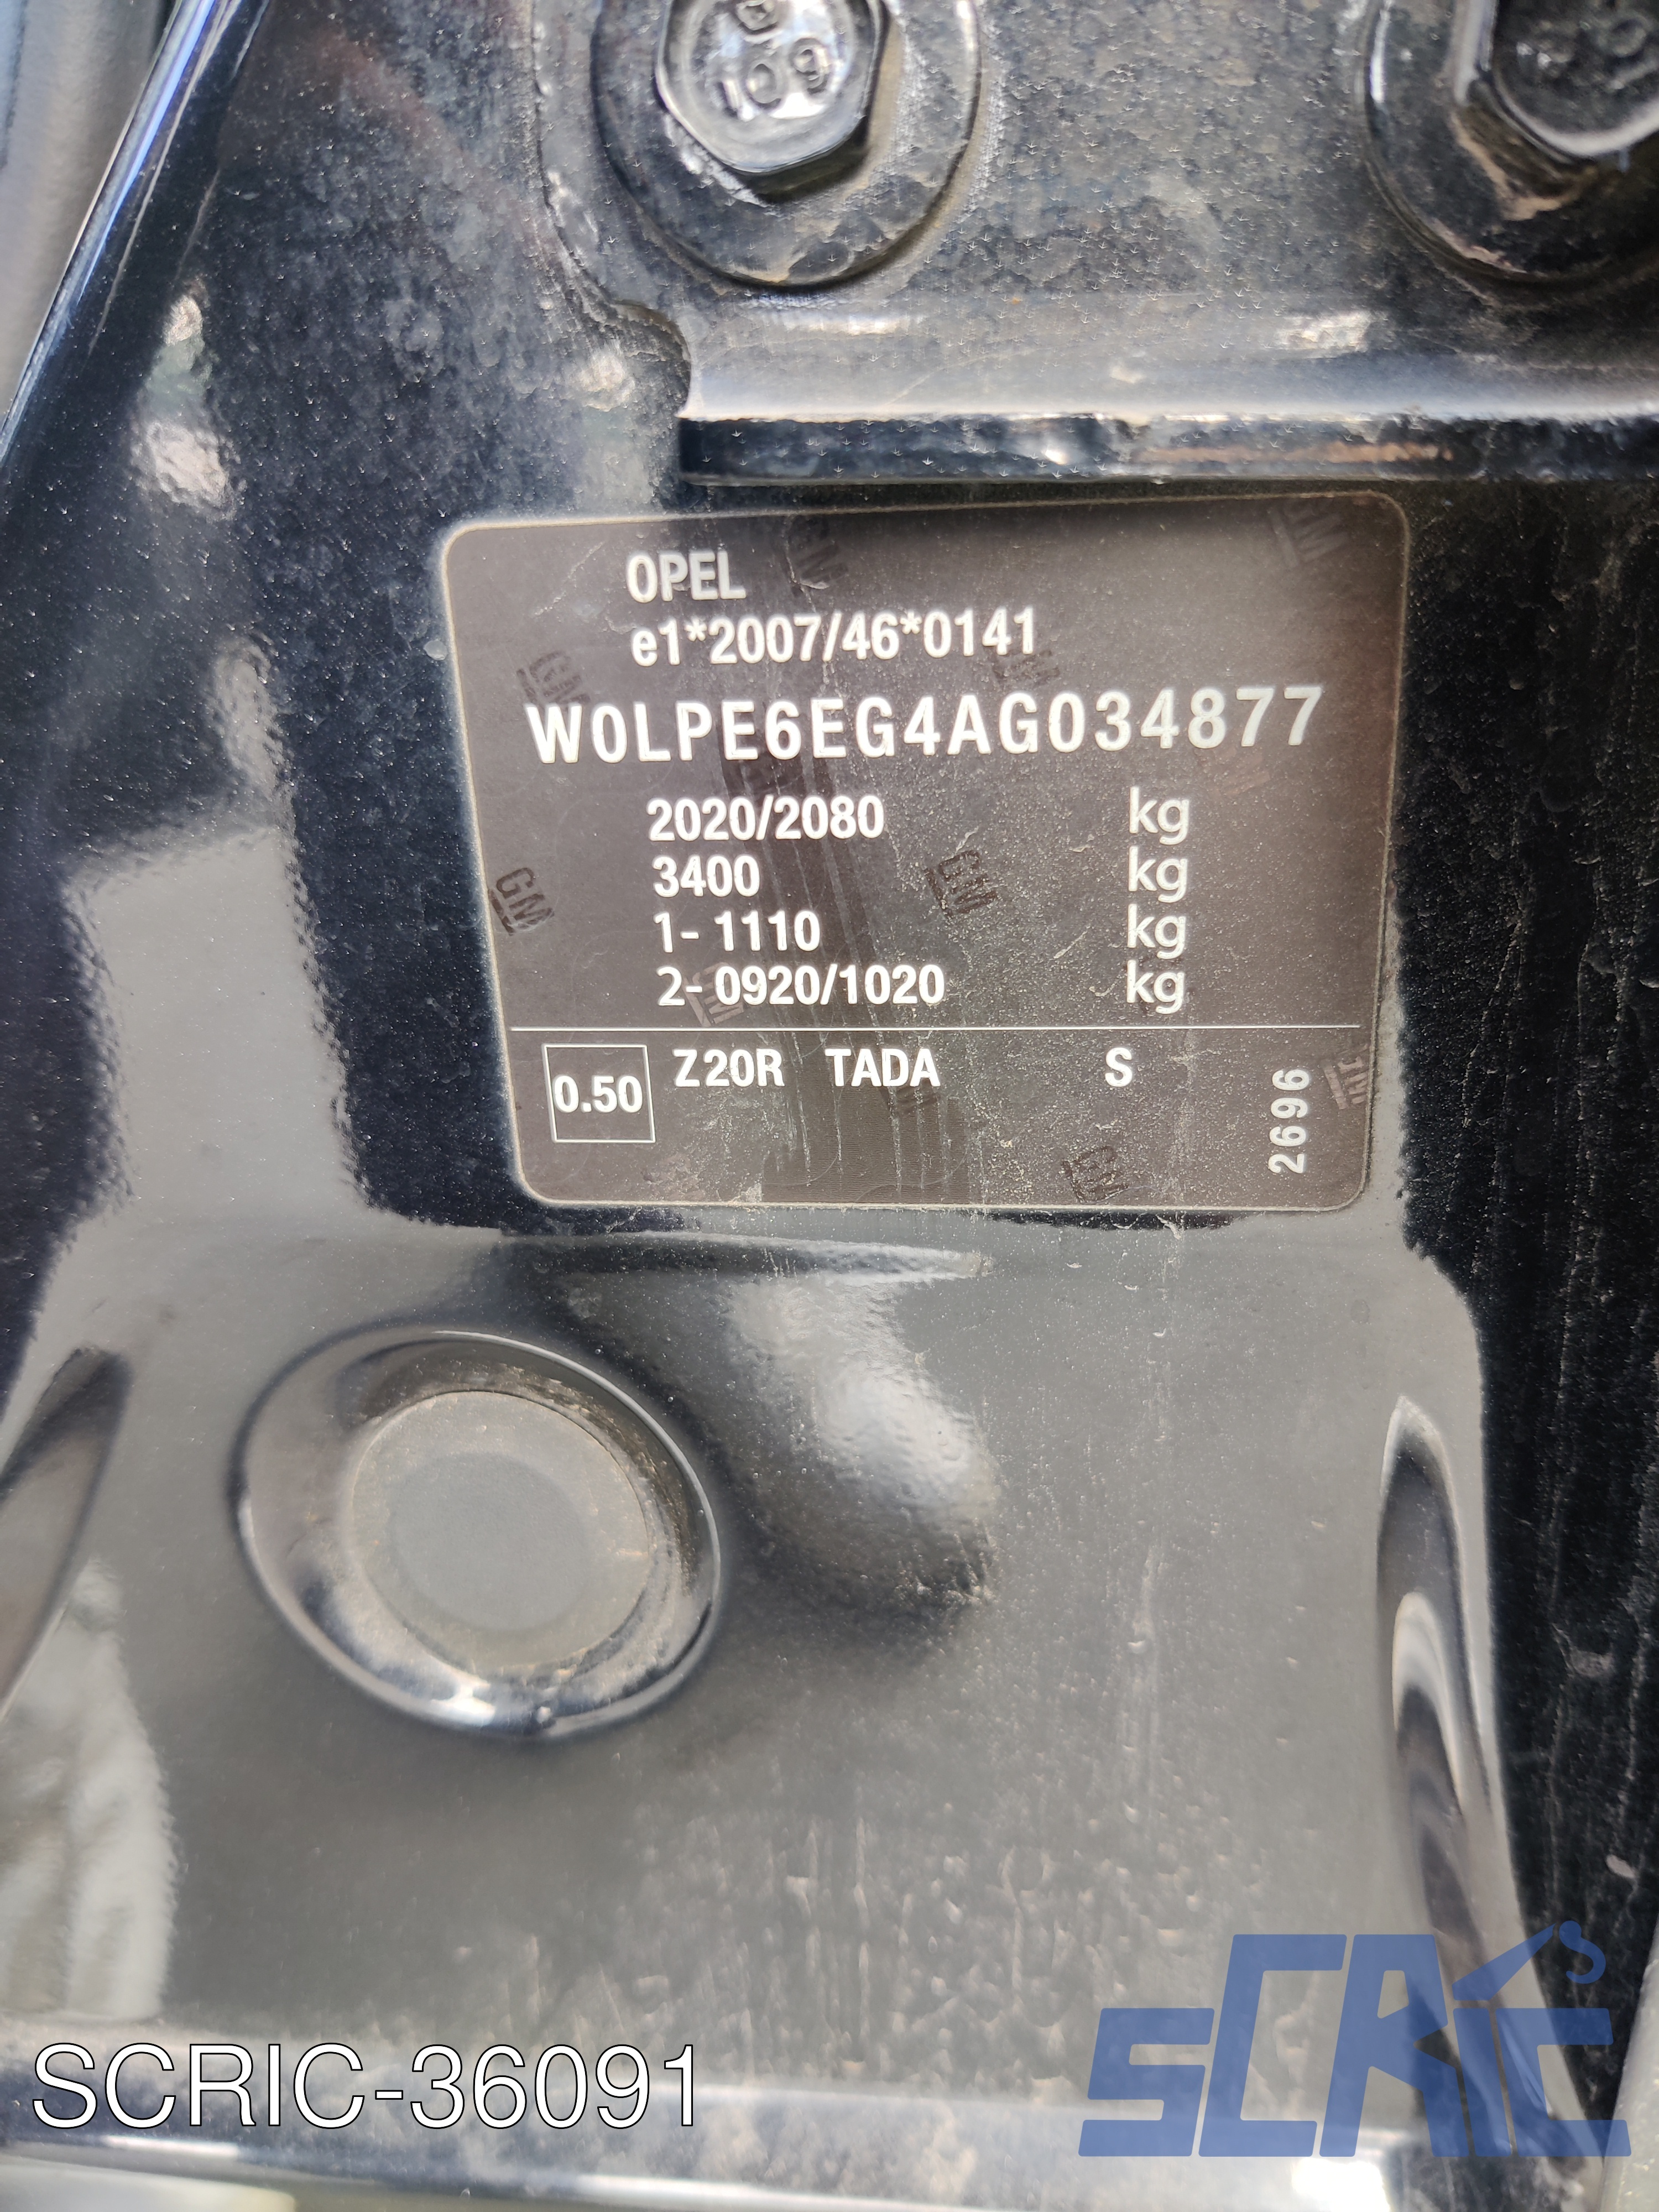 OPEL
e1*2007/46*0141
W0LPE6EG4AG034877
2020/2080 kg
3400 kg
1- 1110 kg
2- 0920/1020 kg
0.50 Z20R TADA S
2696
SCRIC-36091
SCRIC